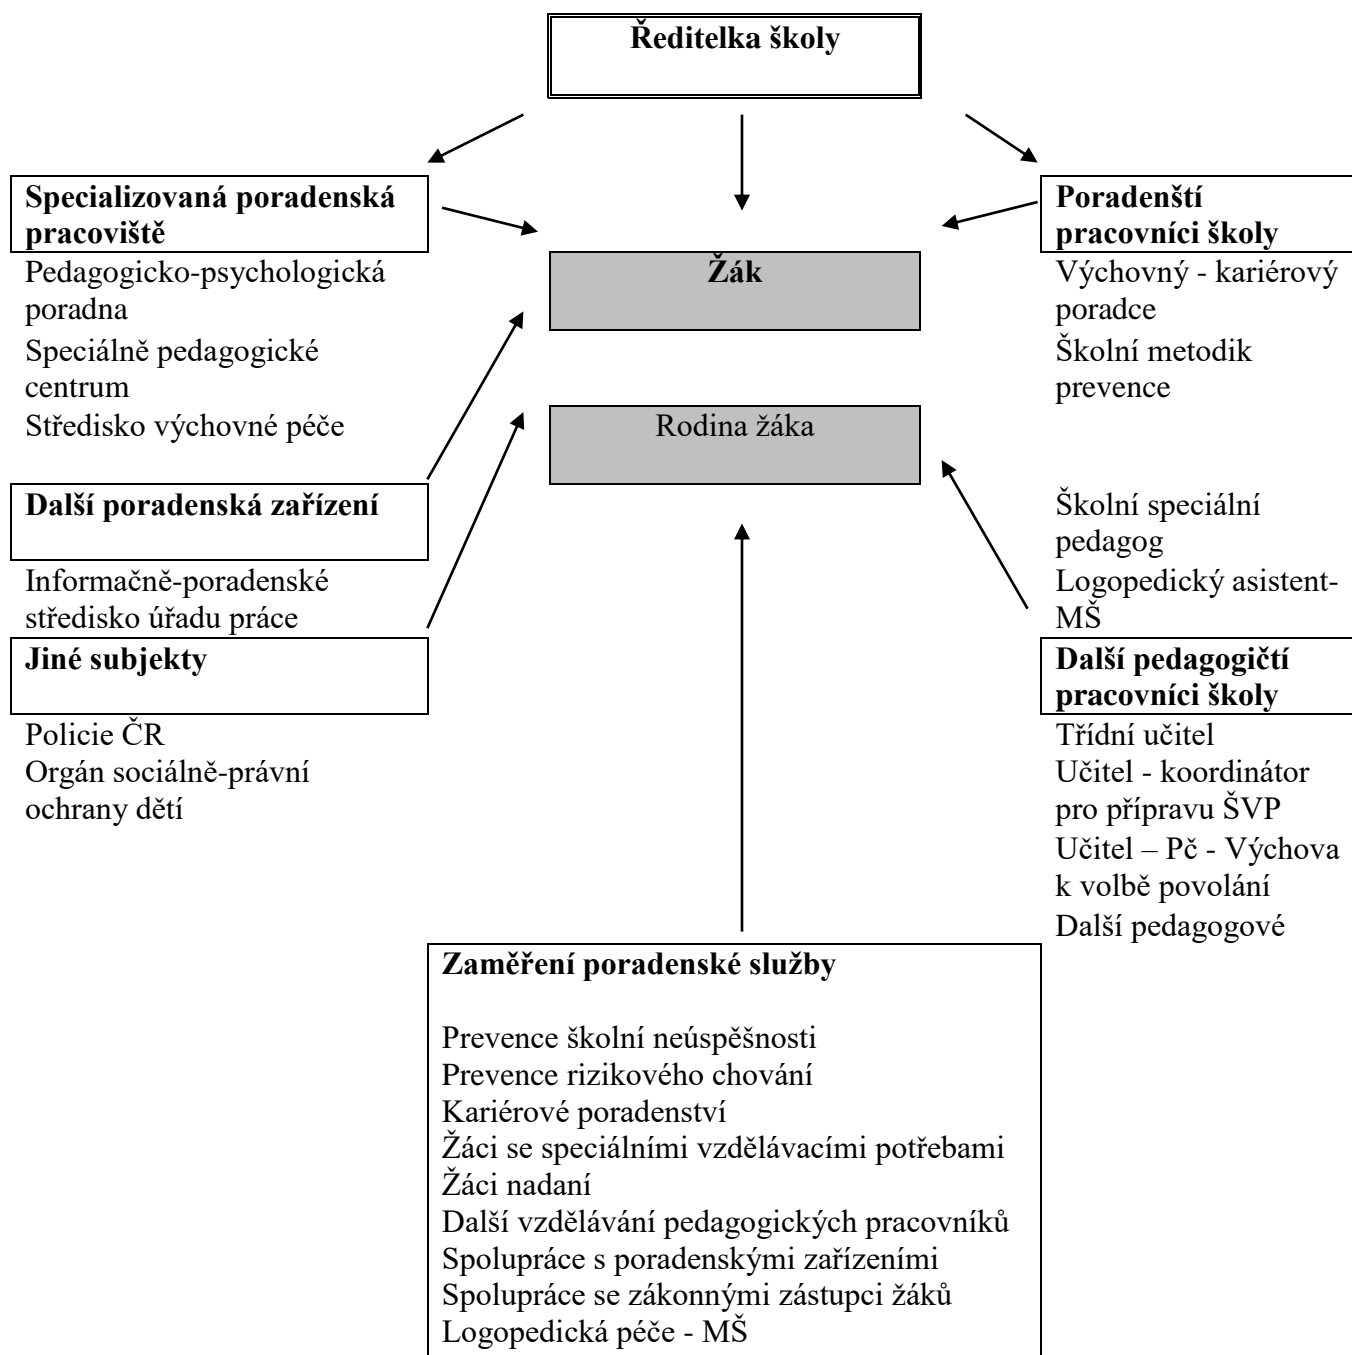 Ředitelka školy
Specializovaná poradenská
pracoviště
Pedagogicko-psychologická
poradna
Speciálně pedagogické
centrum
Středisko výchovné péče
Další poradenská zařízení
Informačně-poradenské
středisko úřadu práce
Jiné subjekty
Policie ČR
Orgán sociálně-právní
ochrany dětí
Žák
Rodina žáka
Poradenští
pracovníci školy
Výchovný - kariérový
poradce
Školní metodik
prevence
Školní speciální
pedagog
Logopedický asistent-
MŠ
Další pedagogičtí
pracovníci školy
Třídní učitel
Učitel - koordinátor
pro přípravu ŠVP
Učitel – Pč - Výchova
k volbě povolání
Další pedagogové
Zaměření poradenské služby
Prevence školní neúspěšnosti
Prevence rizikového chování
Kariérové poradenství
Žáci se speciálními vzdělávacími potřebami
Žáci nadaní
Další vzdělávání pedagogických pracovníků
Spolupráce s poradenskými zařízeními
Spolupráce se zákonnými zástupci žáků
Logopedická péče - MŠ